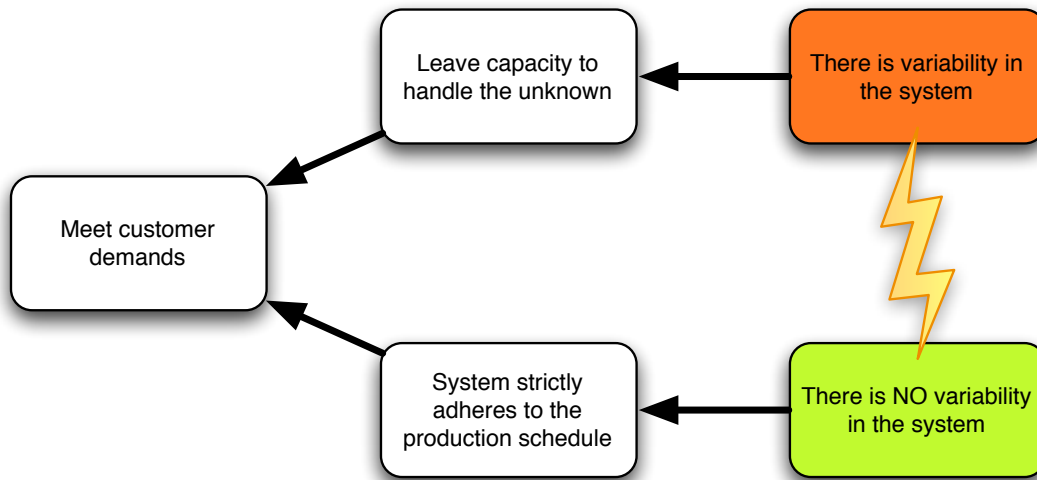 Leave capacity to
handle the unknown
There is variability in
the system
Meet customer
demands
System strictly
adheres to the
production schedule
There is NO variability
in the system